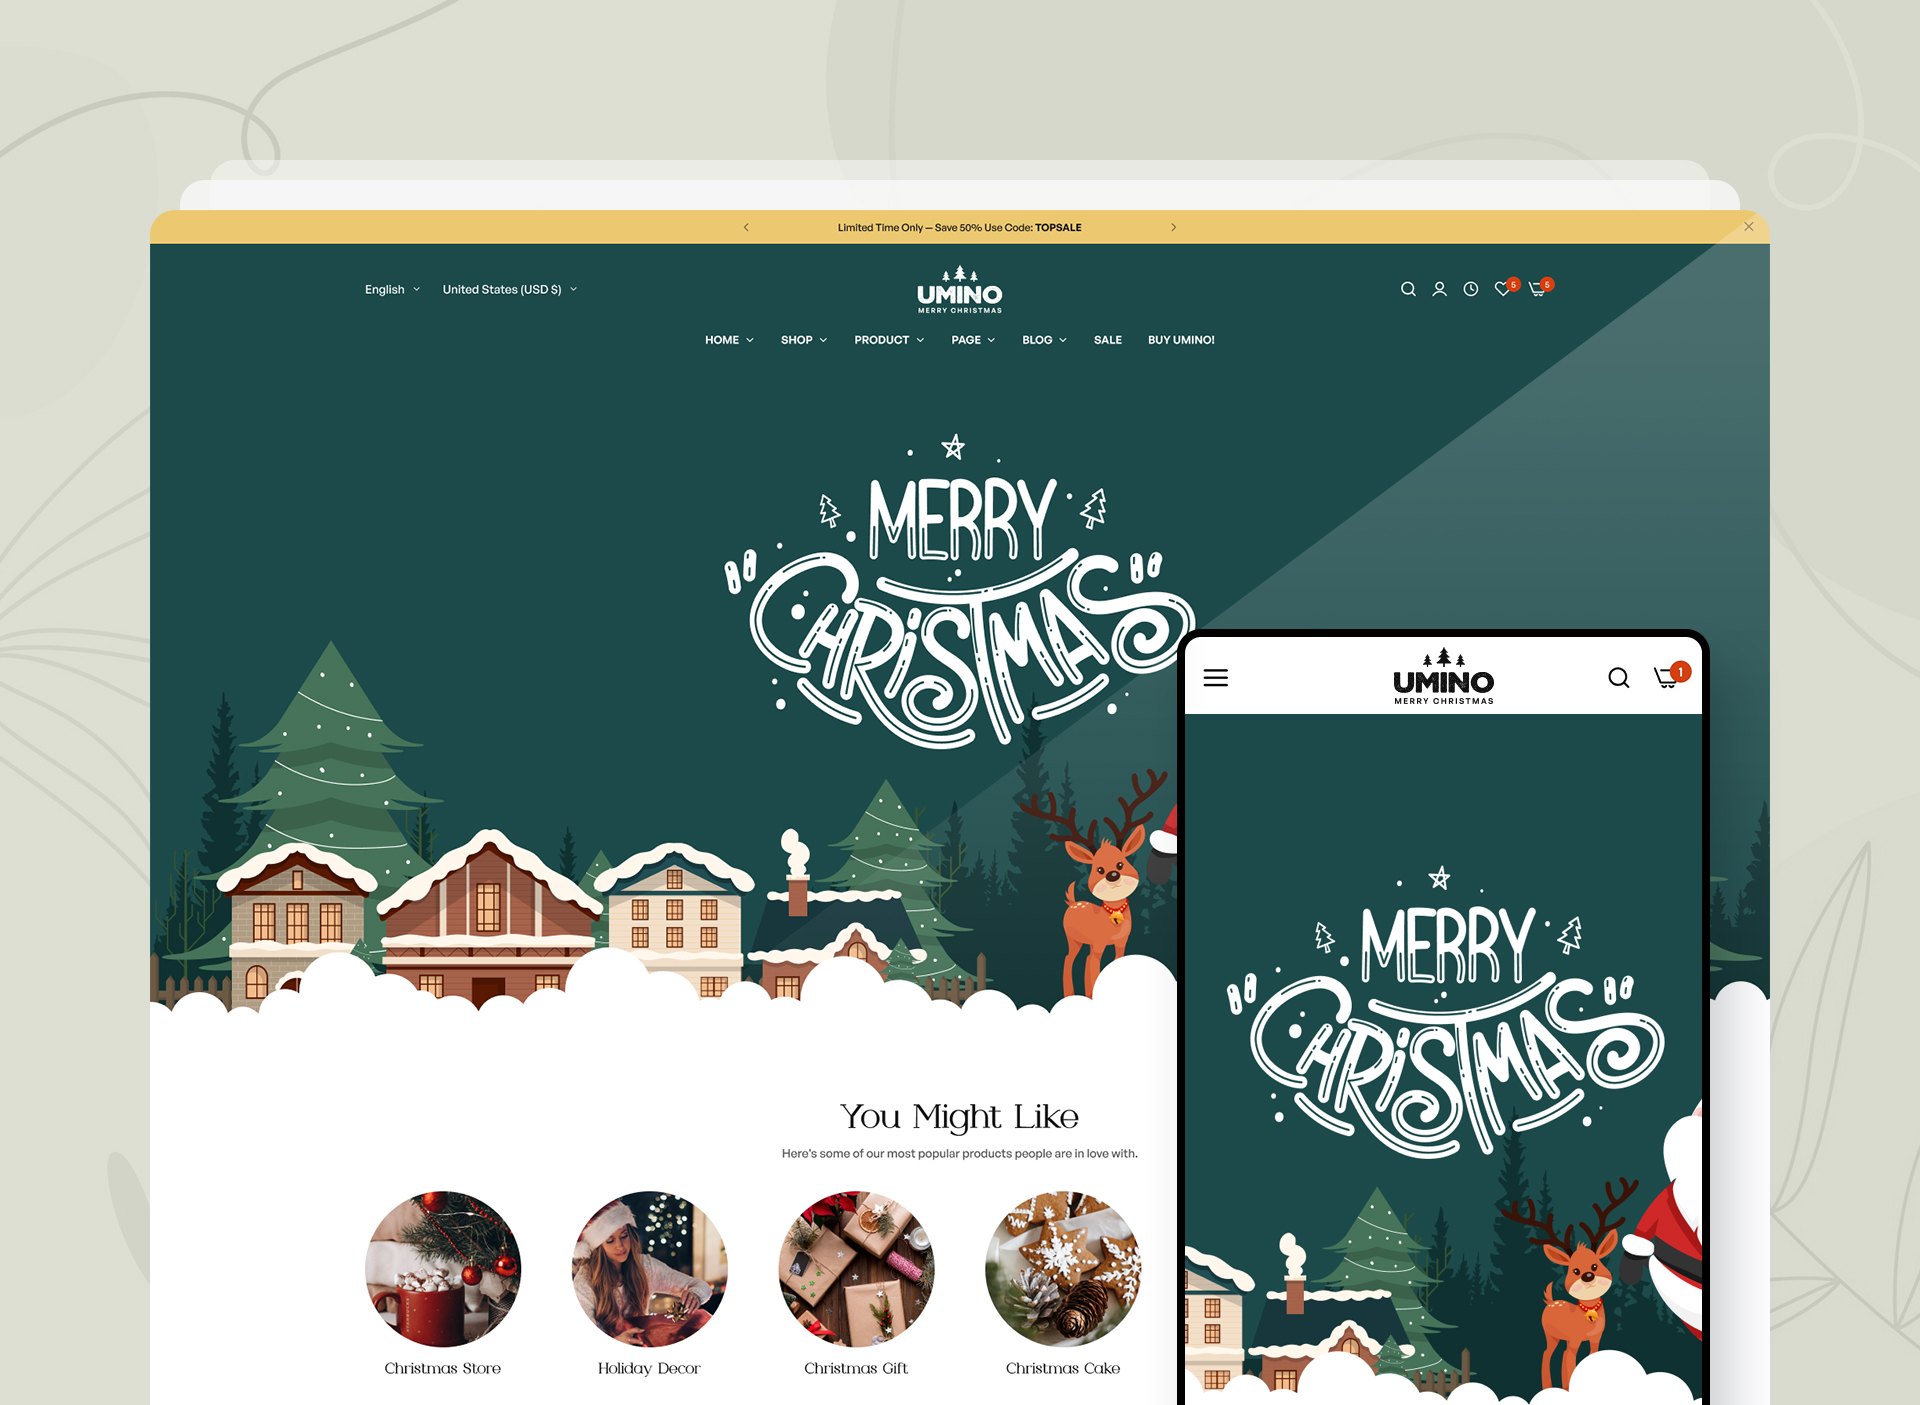 Limited Time Only – Save 50% Use Code: TOPSALE
English
United States (USD $)
UMINO
MERRY CHRISTMAS
5
5
HOME
SHOP
PRODUCT
PAGE
BLOG
SALE
BUY UMINO!
MERRY
CHRISTMAS
You Might Like
Here's some of our most popular products people are in love with.
Christmas Store
Holiday Decor
Christmas Gift
Christmas Cake
UMINO
MERRY CHRISTMAS
1
MERRY
CHRISTMAS